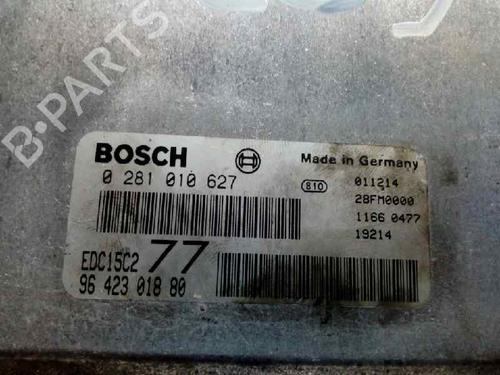 B-PARTS
BOSCH
Made in Germany
0 281 010 627
810
011214
28FM0000
1166 0477
19214
EDC15C2 77
96 423 018 80